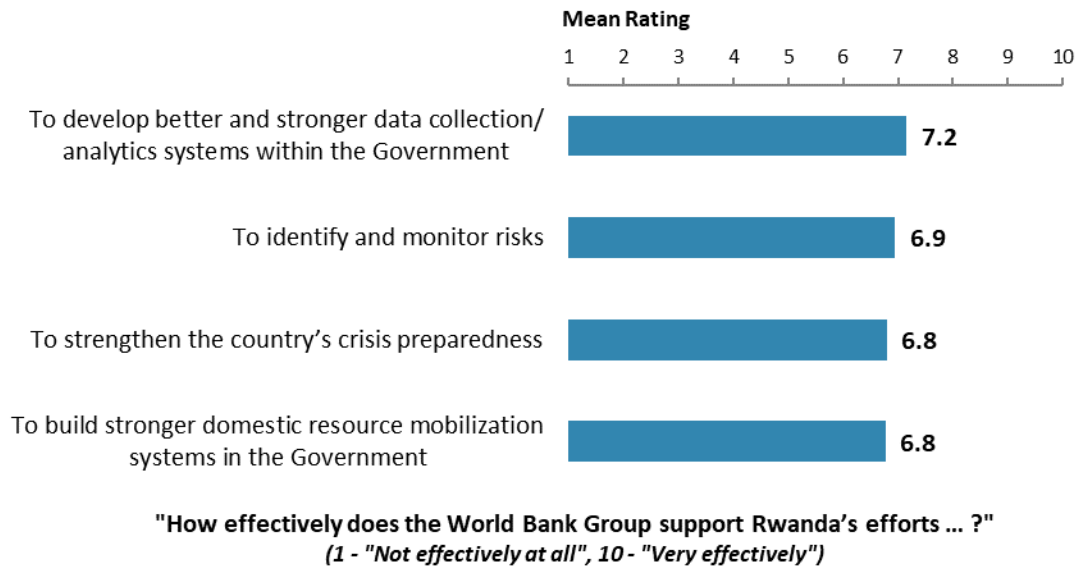 Mean Rating
1 2 3 4 5 6 7 8 9 10
To develop better and stronger data collection/
analytics systems within the Government
7.2
To identify and monitor risks
6.9
To strengthen the country’s crisis preparedness
6.8
To build stronger domestic resource mobilization
systems in the Government
6.8
"How effectively does the World Bank Group support Rwanda’s efforts ... ?"
(1 - "Not effectively at all", 10 - "Very effectively")